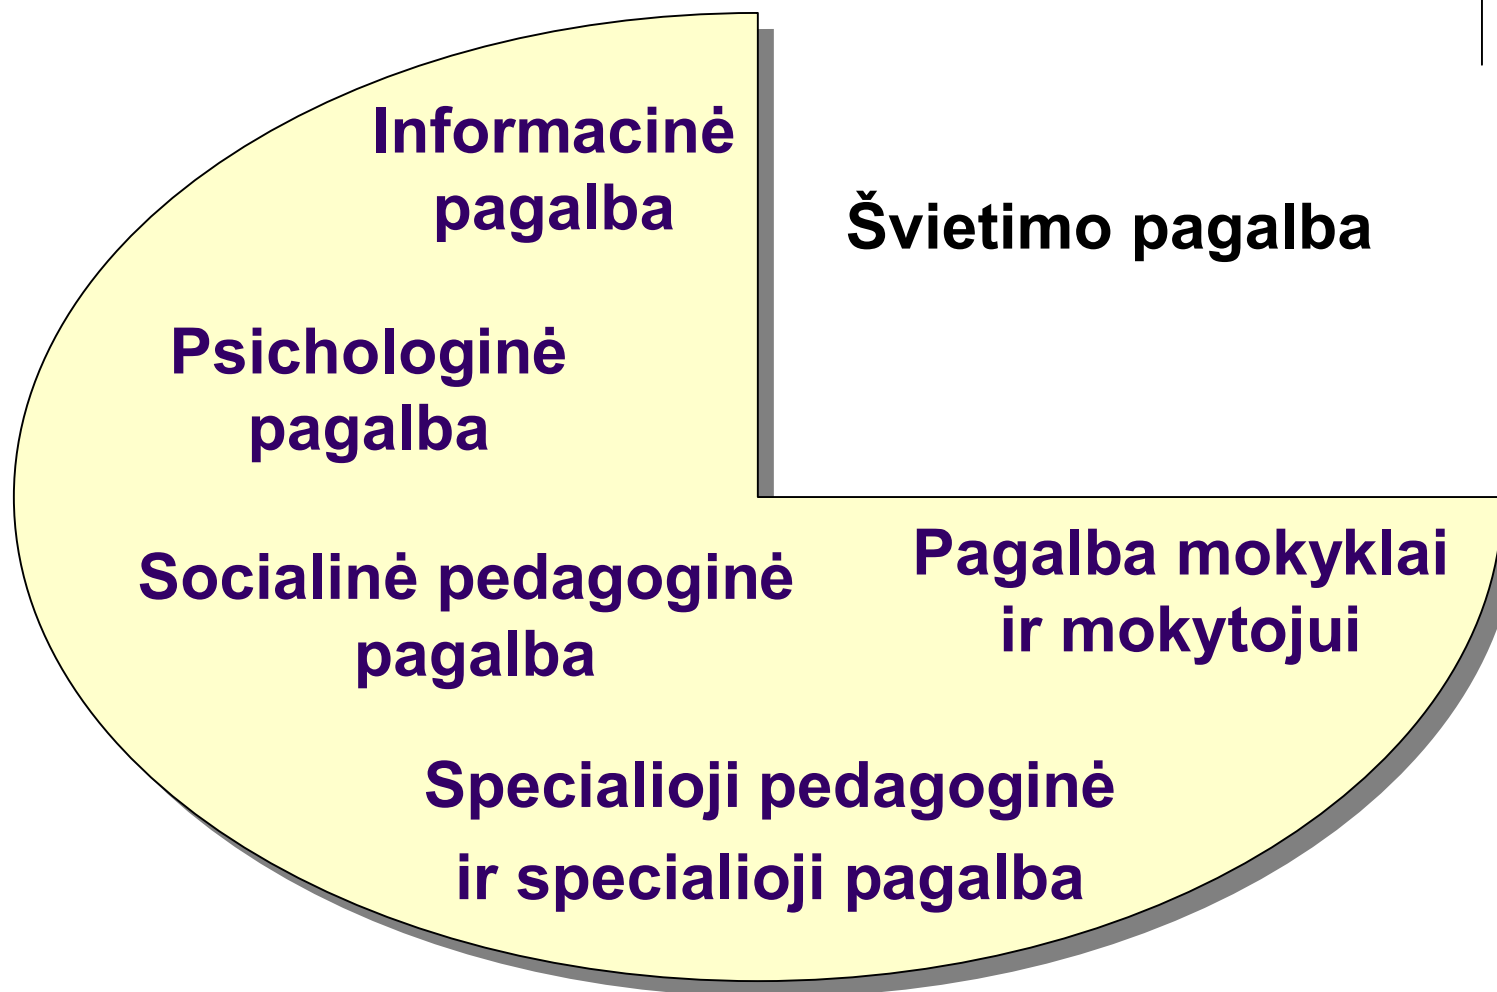 Švietimo pagalba
Informacinė
pagalba
Psichologinė
pagalba
Socialinė pedagoginė
pagalba
Pagalba mokyklai
ir mokytojui
Specialioji pedagoginė
ir specialioji pagalba